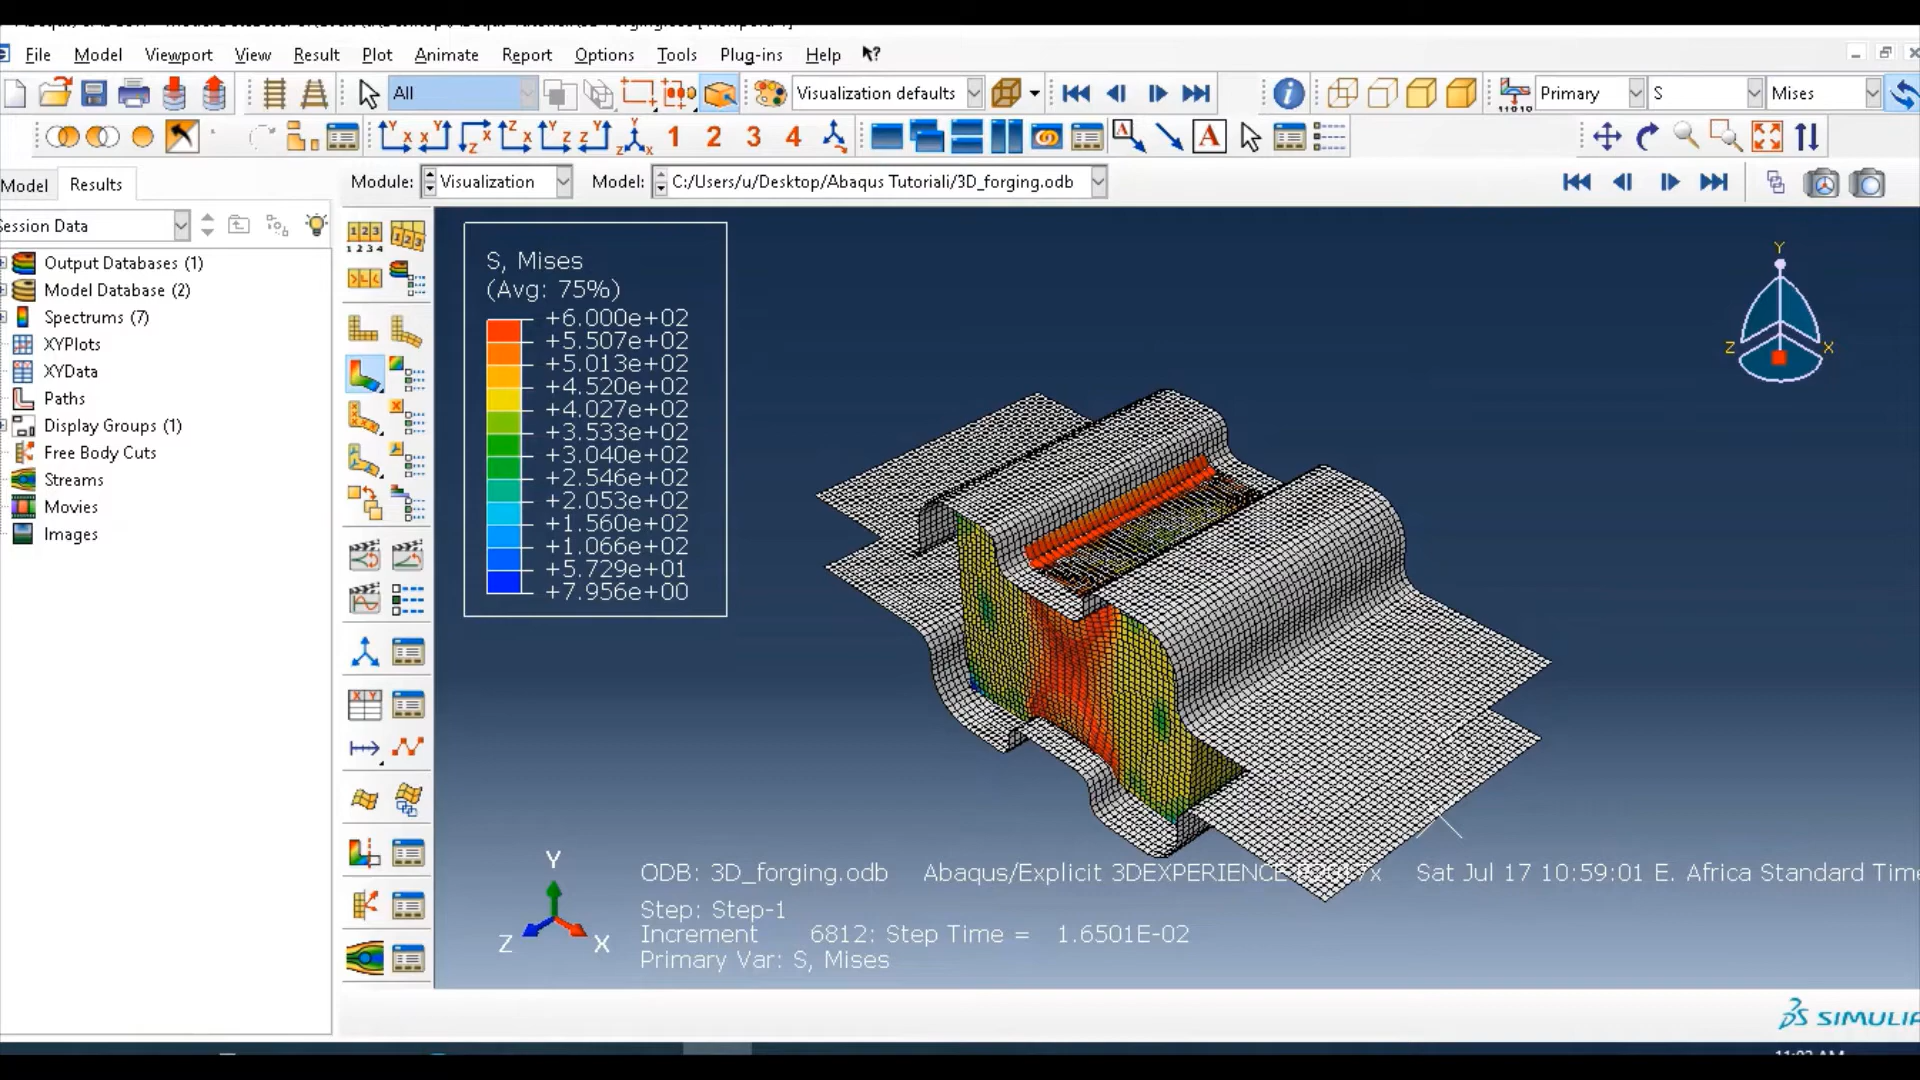 File Model Viewport View Result Plot Animate Report Options Tools Plug-ins Help
All Visualization defaults Primary S Mises
1 2 3 4
Model Results Module: Visualization Model: C:/Users/u/Desktop/Abaqus Tutoriali/3D_forging.odb
Session Data
Output Databases (1)
Model Database (2)
Spectrums (7)
XYPlots
XYData
Paths
Display Groups (1)
Free Body Cuts
Streams
Movies
Images
S, Mises
(Avg: 75%)
+6.000e+02
+5.507e+02
+5.013e+02
+4.520e+02
+4.027e+02
+3.533e+02
+3.040e+02
+2.546e+02
+2.053e+02
+1.560e+02
+1.066e+02
+5.729e+01
+7.956e+00
Y
Z X
Y
Z X
ODB: 3D_forging.odb Abaqus/Explicit 3DEXPERIENCE Sat Jul 17 10:59:01 E. Africa Standard Time
Step: Step-1
Increment 6812: Step Time = 1.6501E-02
Primary Var: S, Mises
SIMULIA